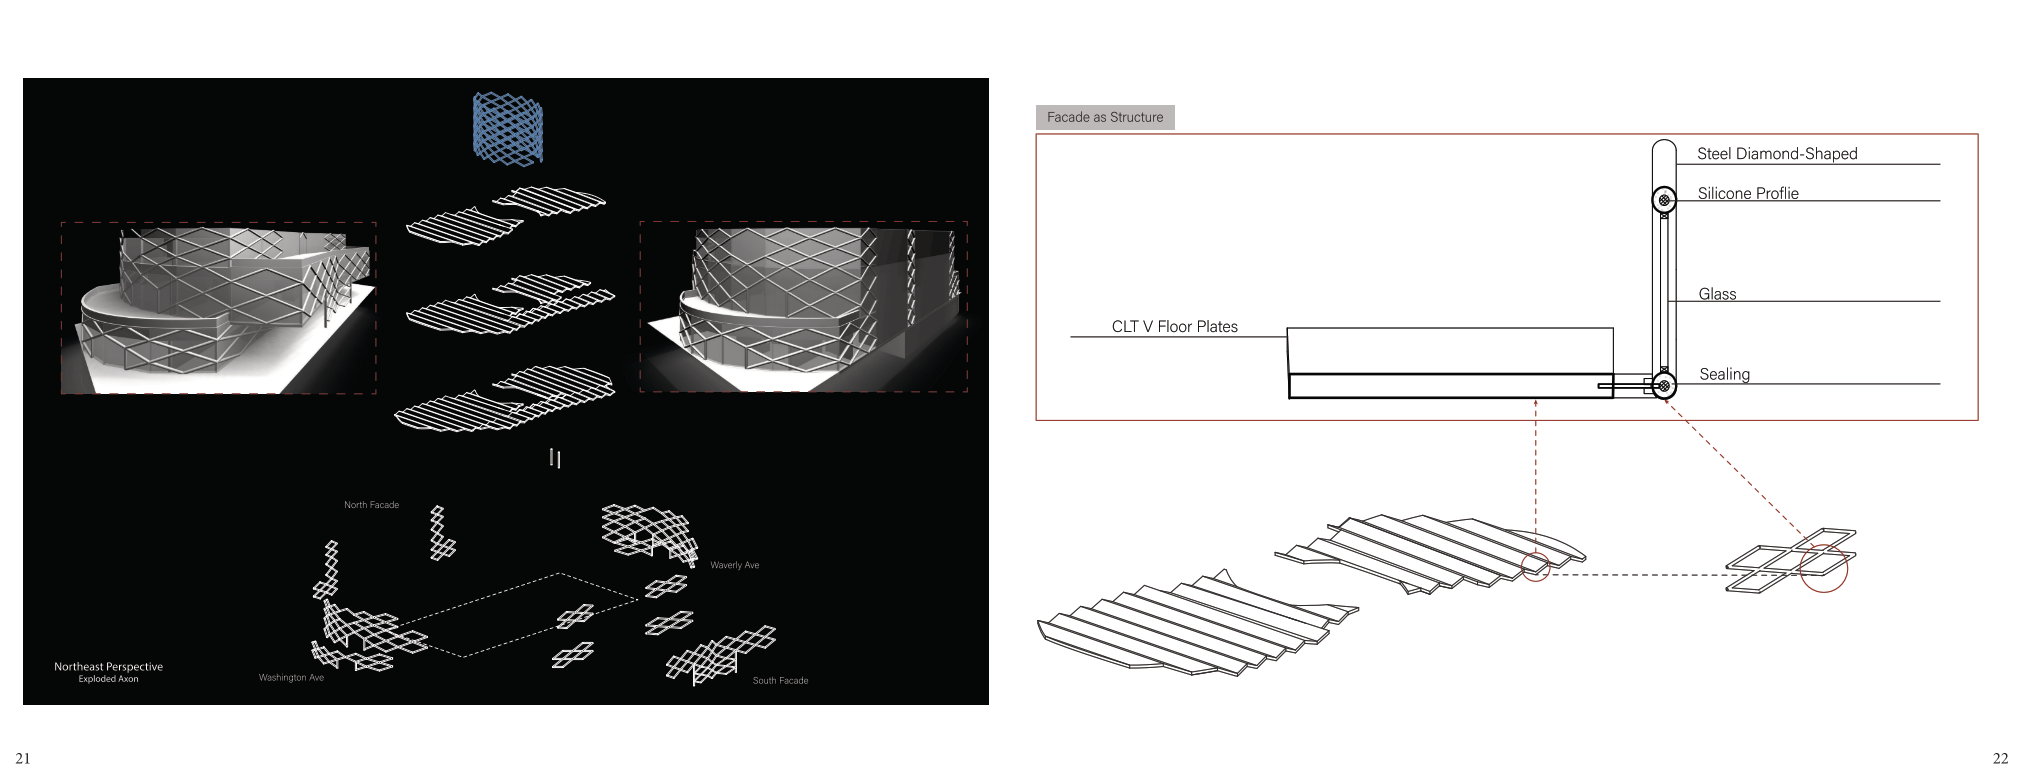 North Facade
Waverly Ave
Northeast Perspective
Exploded Axon
Washington Ave
South Facade
21
Facade as Structure
Steel Diamond-Shaped
Silicone Proflie
Glass
CLT V Floor Plates
Sealing
22